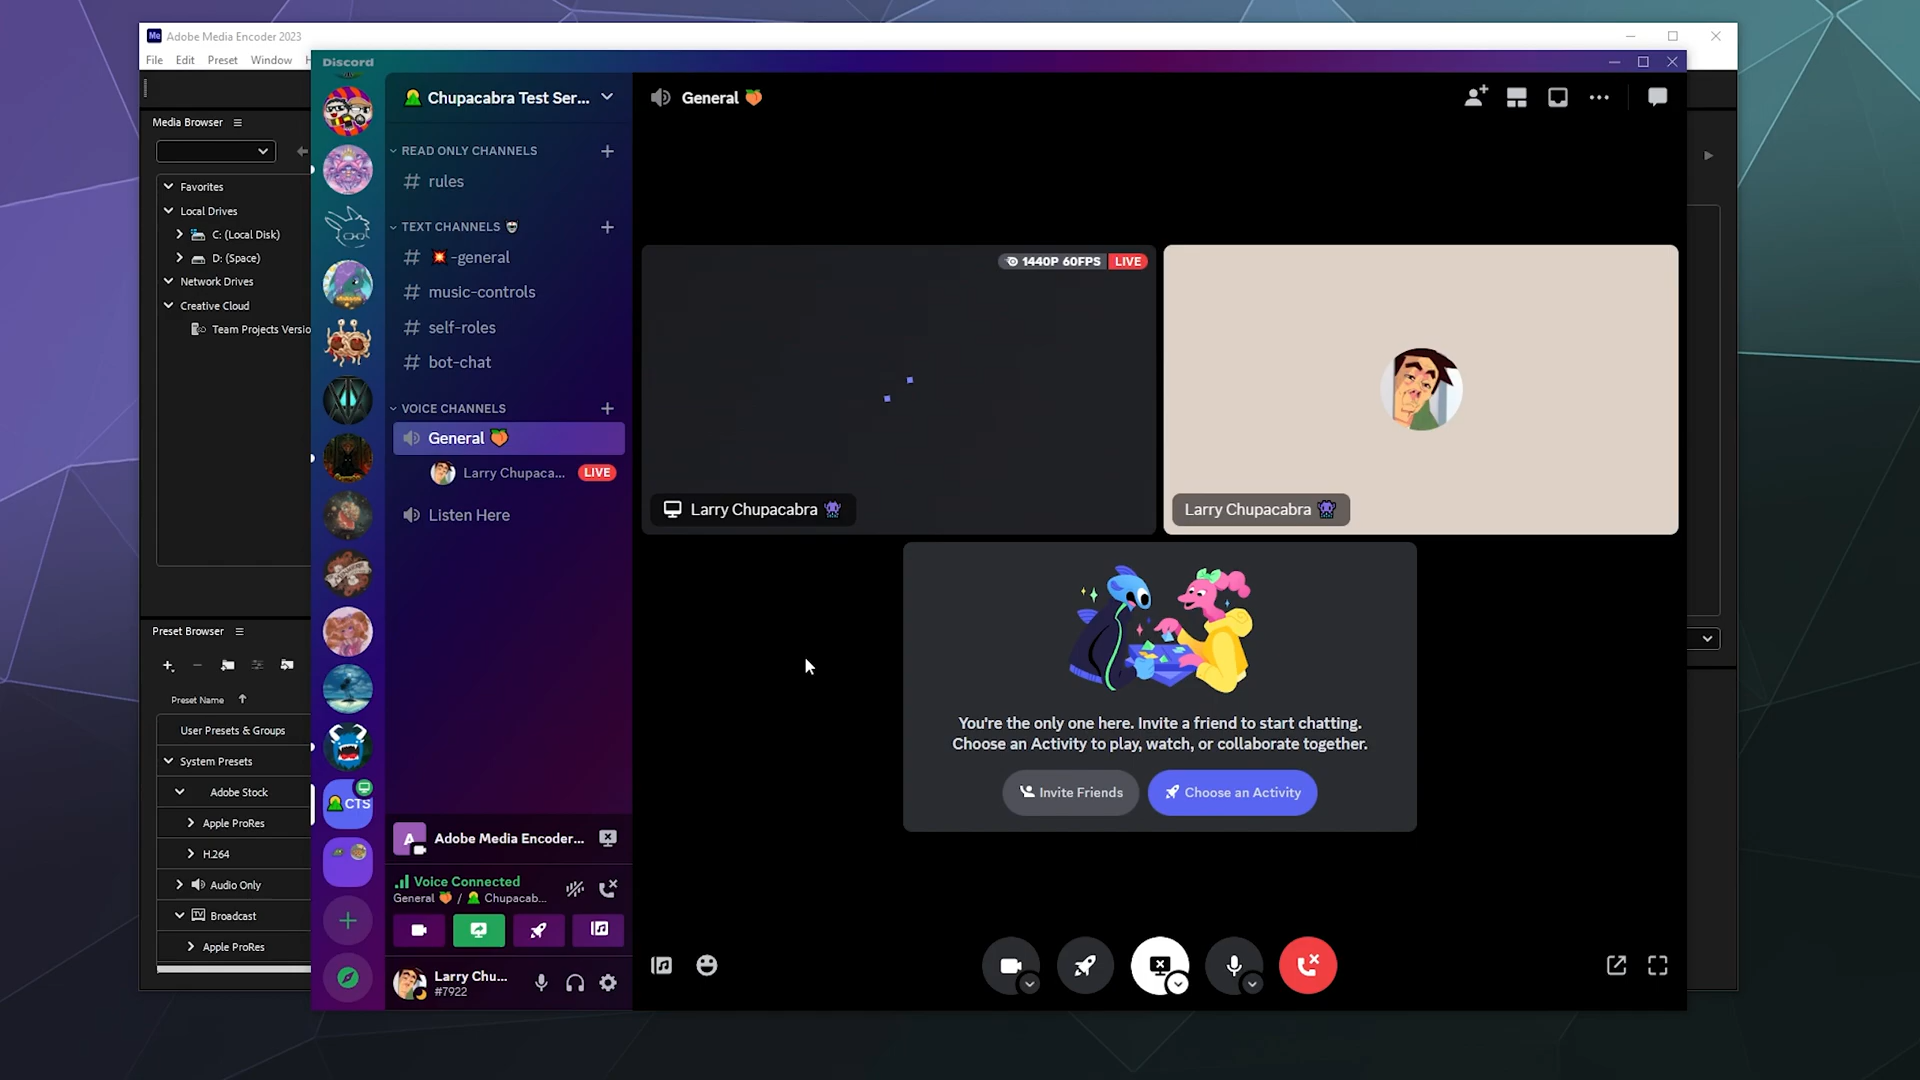 Me Adobe Media Encoder 2023
File Edit Preset Window H
Discord
Media Browser
Favorites
Local Drives
C: (Local Disk)
D: (Space)
Network Drives
Creative Cloud
Team Projects Versio
Preset Browser
Preset Name
User Presets & Groups
System Presets
Adobe Stock
Apple ProRes
H.264
Audio Only
Broadcast
Apple ProRes
CTS
Chupacabra Test Ser...
READ ONLY CHANNELS
# rules
TEXT CHANNELS
# 💥-general
# music-controls
# self-roles
# bot-chat
VOICE CHANNELS
General 🍑
Larry Chupaca... LIVE
Listen Here
A Adobe Media Encoder...
Voice Connected
General 🍑 / Chupacab...
Larry Chu...
#7922
General 🍑
1440P 60FPS LIVE
Larry Chupacabra
Larry Chupacabra
You're the only one here. Invite a friend to start chatting.
Choose an Activity to play, watch, or collaborate together.
Invite Friends
Choose an Activity